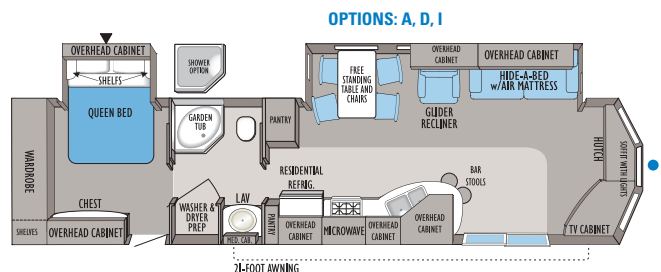 OPTIONS: A, D, I
OVERHEAD CABINET
SHELFS
QUEEN BED
WARDROBE
CHEST
SHELVES
OVERHEAD CABINET
SHOWER
OPTION
GARDEN
TUB
PANTRY
WASHER &
DRYER
PREP
LAV
MED. CAB.
PANTRY
RESIDENTIAL
REFRIG.
OVERHEAD
CABINET
MICROWAVE
OVERHEAD
CABINET
OVERHEAD
CABINET
BAR
STOOLS
FREE
STANDING
TABLE AND
CHAIRS
OVERHEAD
CABINET
OVERHEAD CABINET
GLIDER
RECLINER
HIDE-A-BED
w/AIR MATTRESS
HUTCH
SOFFIT WITH LIGHTS
TV CABINET
21-FOOT AWNING